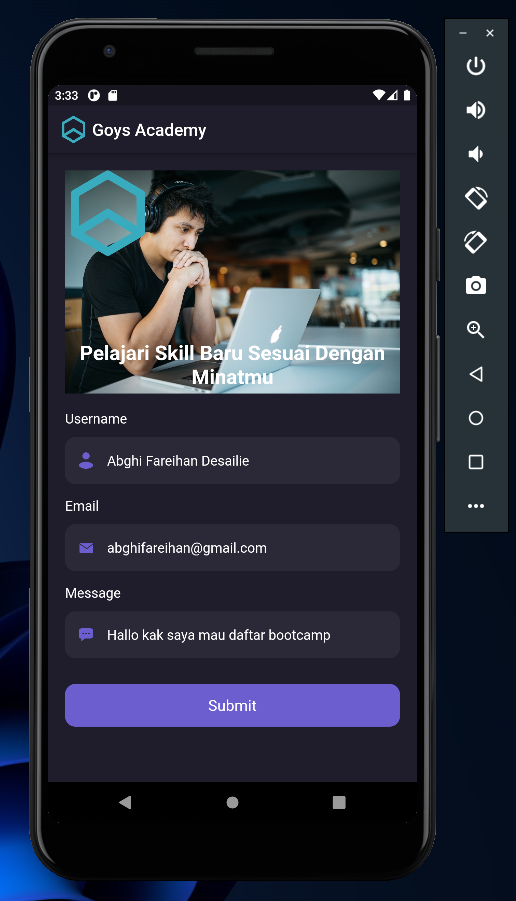 3:33
Goys Academy
Pelajari Skill Baru Sesuai Dengan
Minatmu
Username
Abghi Fareihan Desailie
Email
abghifareihan@gmail.com
Message
Hallo kak saya mau daftar bootcamp
Submit